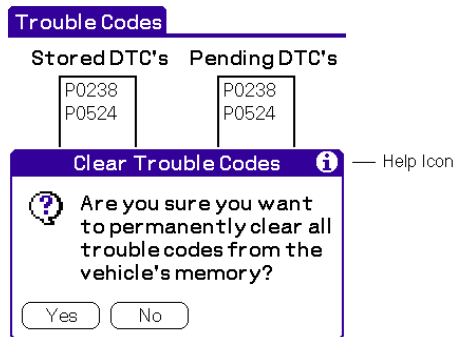 Trouble Codes
Stored DTC's Pending DTC's
P0238 P0238
P0524 P0524
Clear Trouble Codes i
Help Icon
? Are you sure you want
to permanently clear all
trouble codes from the
vehicle's memory?
Yes No